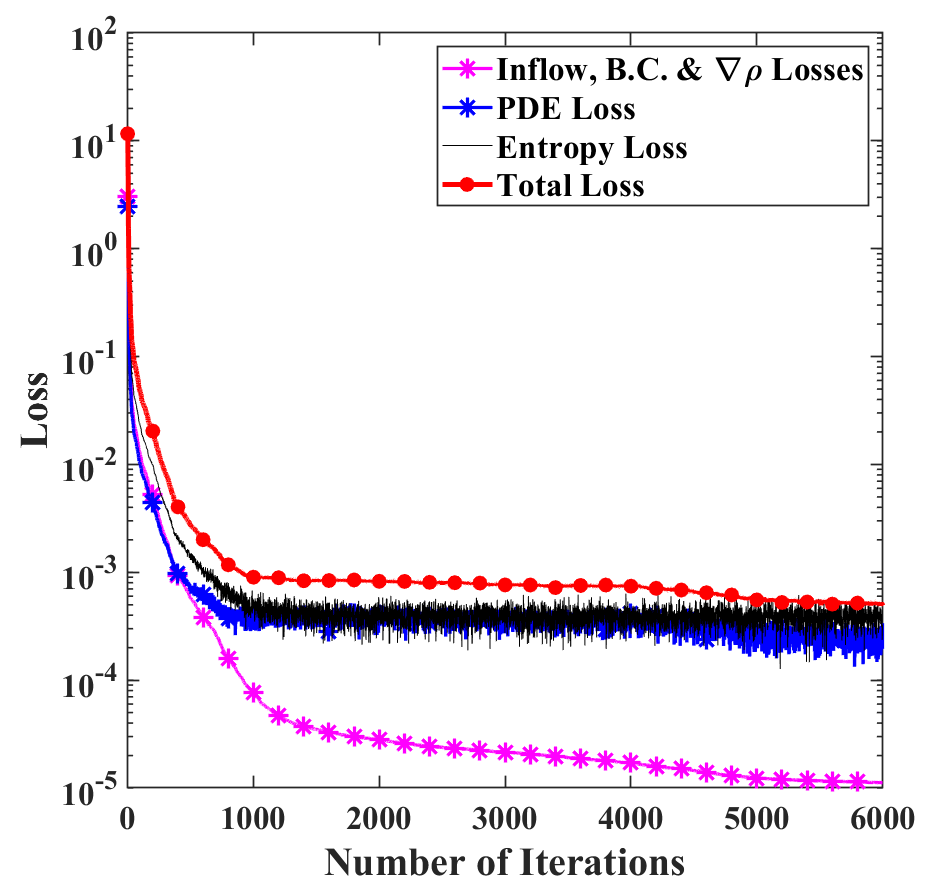 10^2
Inflow, B.C. & ∇ρ Losses
PDE Loss
Entropy Loss
Total Loss
10^1
10^0
10^-1
10^-2
10^-3
10^-4
10^-5
Loss
0 1000 2000 3000 4000 5000 6000
Number of Iterations